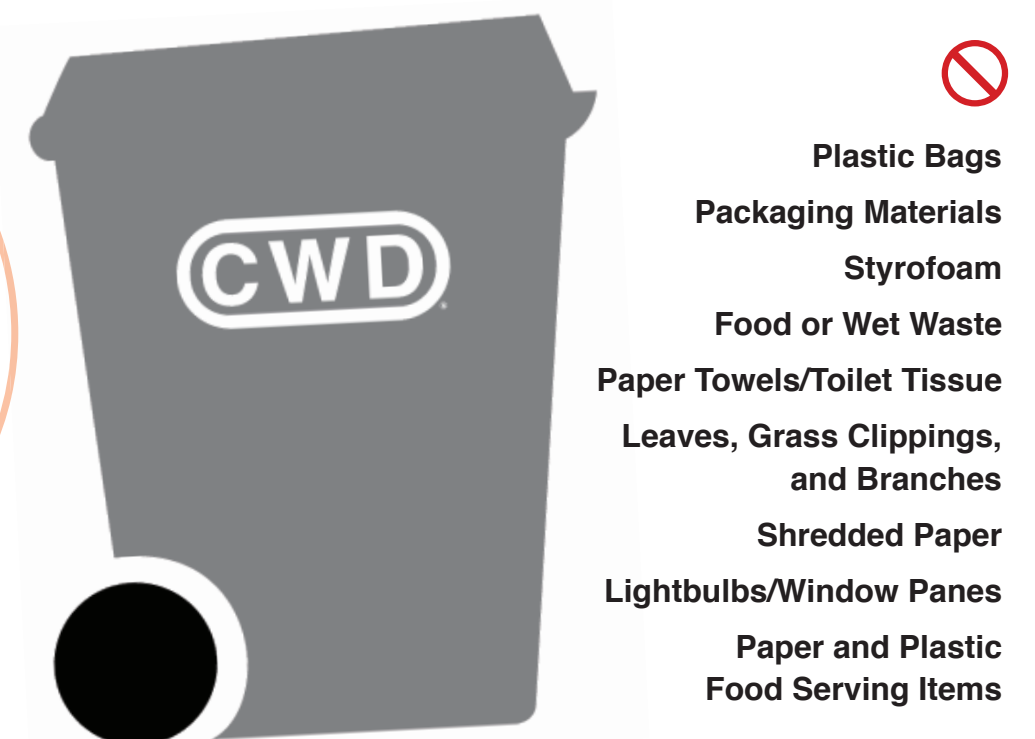 CWD
Plastic Bags
Packaging Materials
Styrofoam
Food or Wet Waste
Paper Towels/Toilet Tissue
Leaves, Grass Clippings,
and Branches
Shredded Paper
Lightbulbs/Window Panes
Paper and Plastic
Food Serving Items